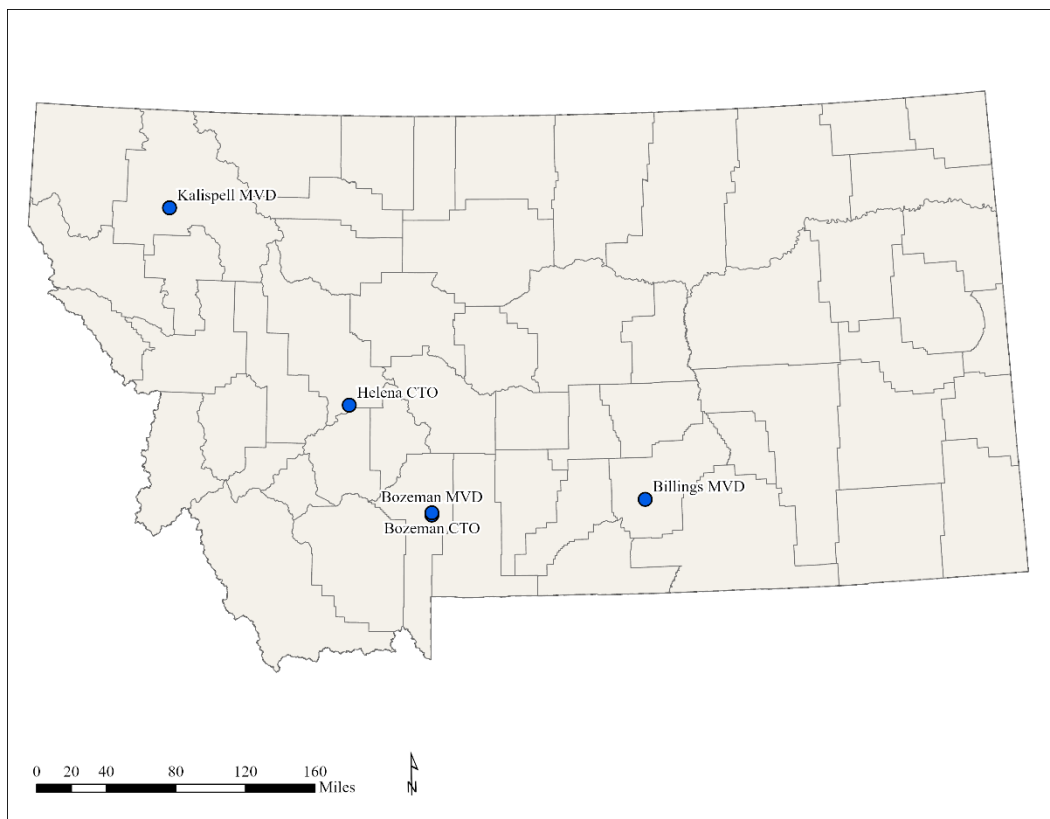 Kalispell MVD
Helena CTO
Bozeman MVD
Billings MVD
Bozeman CTO
0 20 40 80 120 160
Miles
N